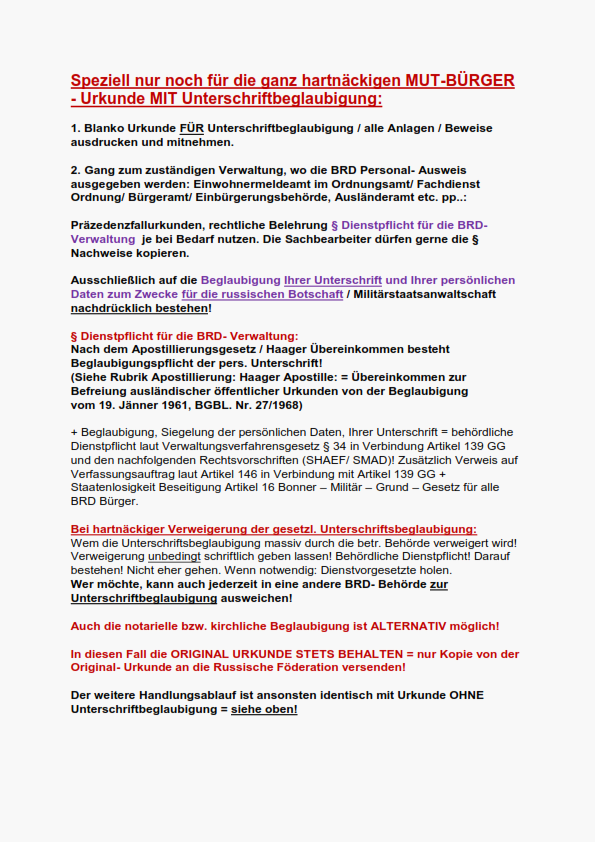 Speziell nur noch für die ganz hartnäckigen MUT-BÜRGER
- Urkunde MIT Unterschriftbeglaubigung:
1. Blanko Urkunde FÜR Unterschriftbeglaubigung / alle Anlagen / Beweise
ausdrucken und mitnehmen.
2. Gang zum zuständigen Verwaltung, wo die BRD Personal- Ausweis
ausgegeben werden: Einwohnermeldeamt im Ordnungsamt/ Fachdienst
Ordnung/ Bürgeramt/ Einbürgerungsbehörde, Ausländeramt etc. pp..:
Präzedenzfallurkunden, rechtliche Belehrung § Dienstpflicht für die BRD-
Verwaltung je bei Bedarf nutzen. Die Sachbearbeiter dürfen gerne die §
Nachweise kopieren.
Ausschließlich auf die Beglaubigung Ihrer Unterschrift und Ihrer persönlichen
Daten zum Zwecke für die russischen Botschaft / Militärstaatsanwaltschaft
nachdrücklich bestehen!
§ Dienstpflicht für die BRD- Verwaltung:
Nach dem Apostillierungsgesetz / Haager Übereinkommen besteht
Beglaubigungspflicht der pers. Unterschrift!
(Siehe Rubrik Apostillierung: Haager Apostille: = Übereinkommen zur
Befreiung ausländischer öffentlicher Urkunden von der Beglaubigung
vom 19. Jänner 1961, BGBL. Nr. 27/1968)
+ Beglaubigung, Siegelung der persönlichen Daten, Ihrer Unterschrift = behördliche
Dienstpflicht laut Verwaltungsverfahrensgesetz § 34 in Verbindung Artikel 139 GG
und den nachfolgenden Rechtsvorschriften (SHAEF/ SMAD)! Zusätzlich Verweis auf
Verfassungsauftrag laut Artikel 146 in Verbindung mit Artikel 139 GG +
Staatenlosigkeit Beseitigung Artikel 16 Bonner – Militär – Grund – Gesetz für alle
BRD Bürger.
Bei hartnäckiger Verweigerung der gesetzl. Unterschriftsbeglaubigung:
Wem die Unterschriftsbeglaubigung massiv durch die betr. Behörde verweigert wird!
Verweigerung unbedingt schriftlich geben lassen! Behördliche Dienstpflicht! Darauf
bestehen! Nicht eher gehen. Wenn notwendig: Dienstvorgesetzte holen.
Wer möchte, kann auch jederzeit in eine andere BRD- Behörde zur
Unterschriftbeglaubigung ausweichen!
Auch die notarielle bzw. kirchliche Beglaubigung ist ALTERNATIV möglich!
In diesen Fall die ORIGINAL URKUNDE STETS BEHALTEN = nur Kopie von der
Original- Urkunde an die Russische Föderation versenden!
Der weitere Handlungsablauf ist ansonsten identisch mit Urkunde OHNE
Unterschriftbeglaubigung = siehe oben!